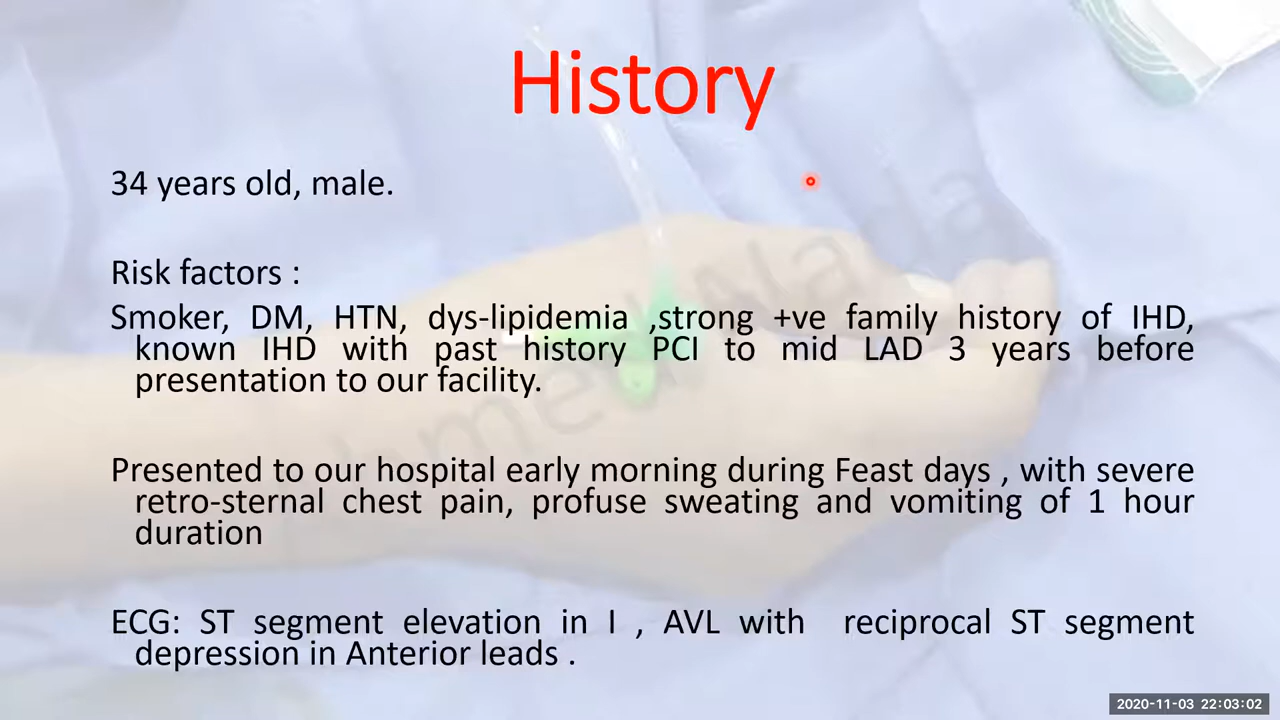 History
34 years old, male.
Risk factors :
Smoker, DM, HTN, dys-lipidemia ,strong +ve family history of IHD,
known IHD with past history PCI to mid LAD 3 years before
presentation to our facility.
Presented to our hospital early morning during Feast days , with severe
retro-sternal chest pain, profuse sweating and vomiting of 1 hour
duration
ECG: ST segment elevation in I , AVL with reciprocal ST segment
depression in Anterior leads .
2020-11-03 22:03:02